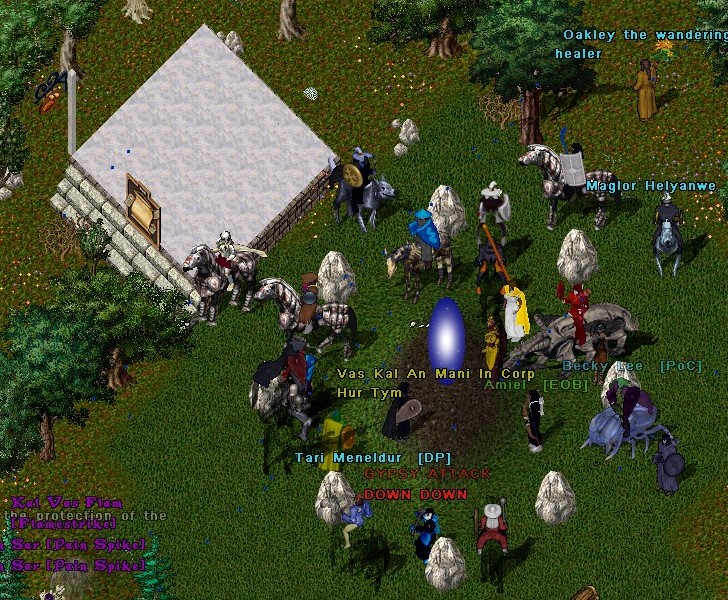 Oakley the wandering
healer
Maglor Helyanwe
Becky Lee [PoC]
Vas Kal An Mani In Corp
Hur Tym
Amiel [EOB]
Tari Meneldur [DP]
GYPSY ATTACK
DOWN DOWN
Kal Vas Flam
the protection of the
[Flamestrike]
Sar [Pain Spike]
Sar [Pain Spike]